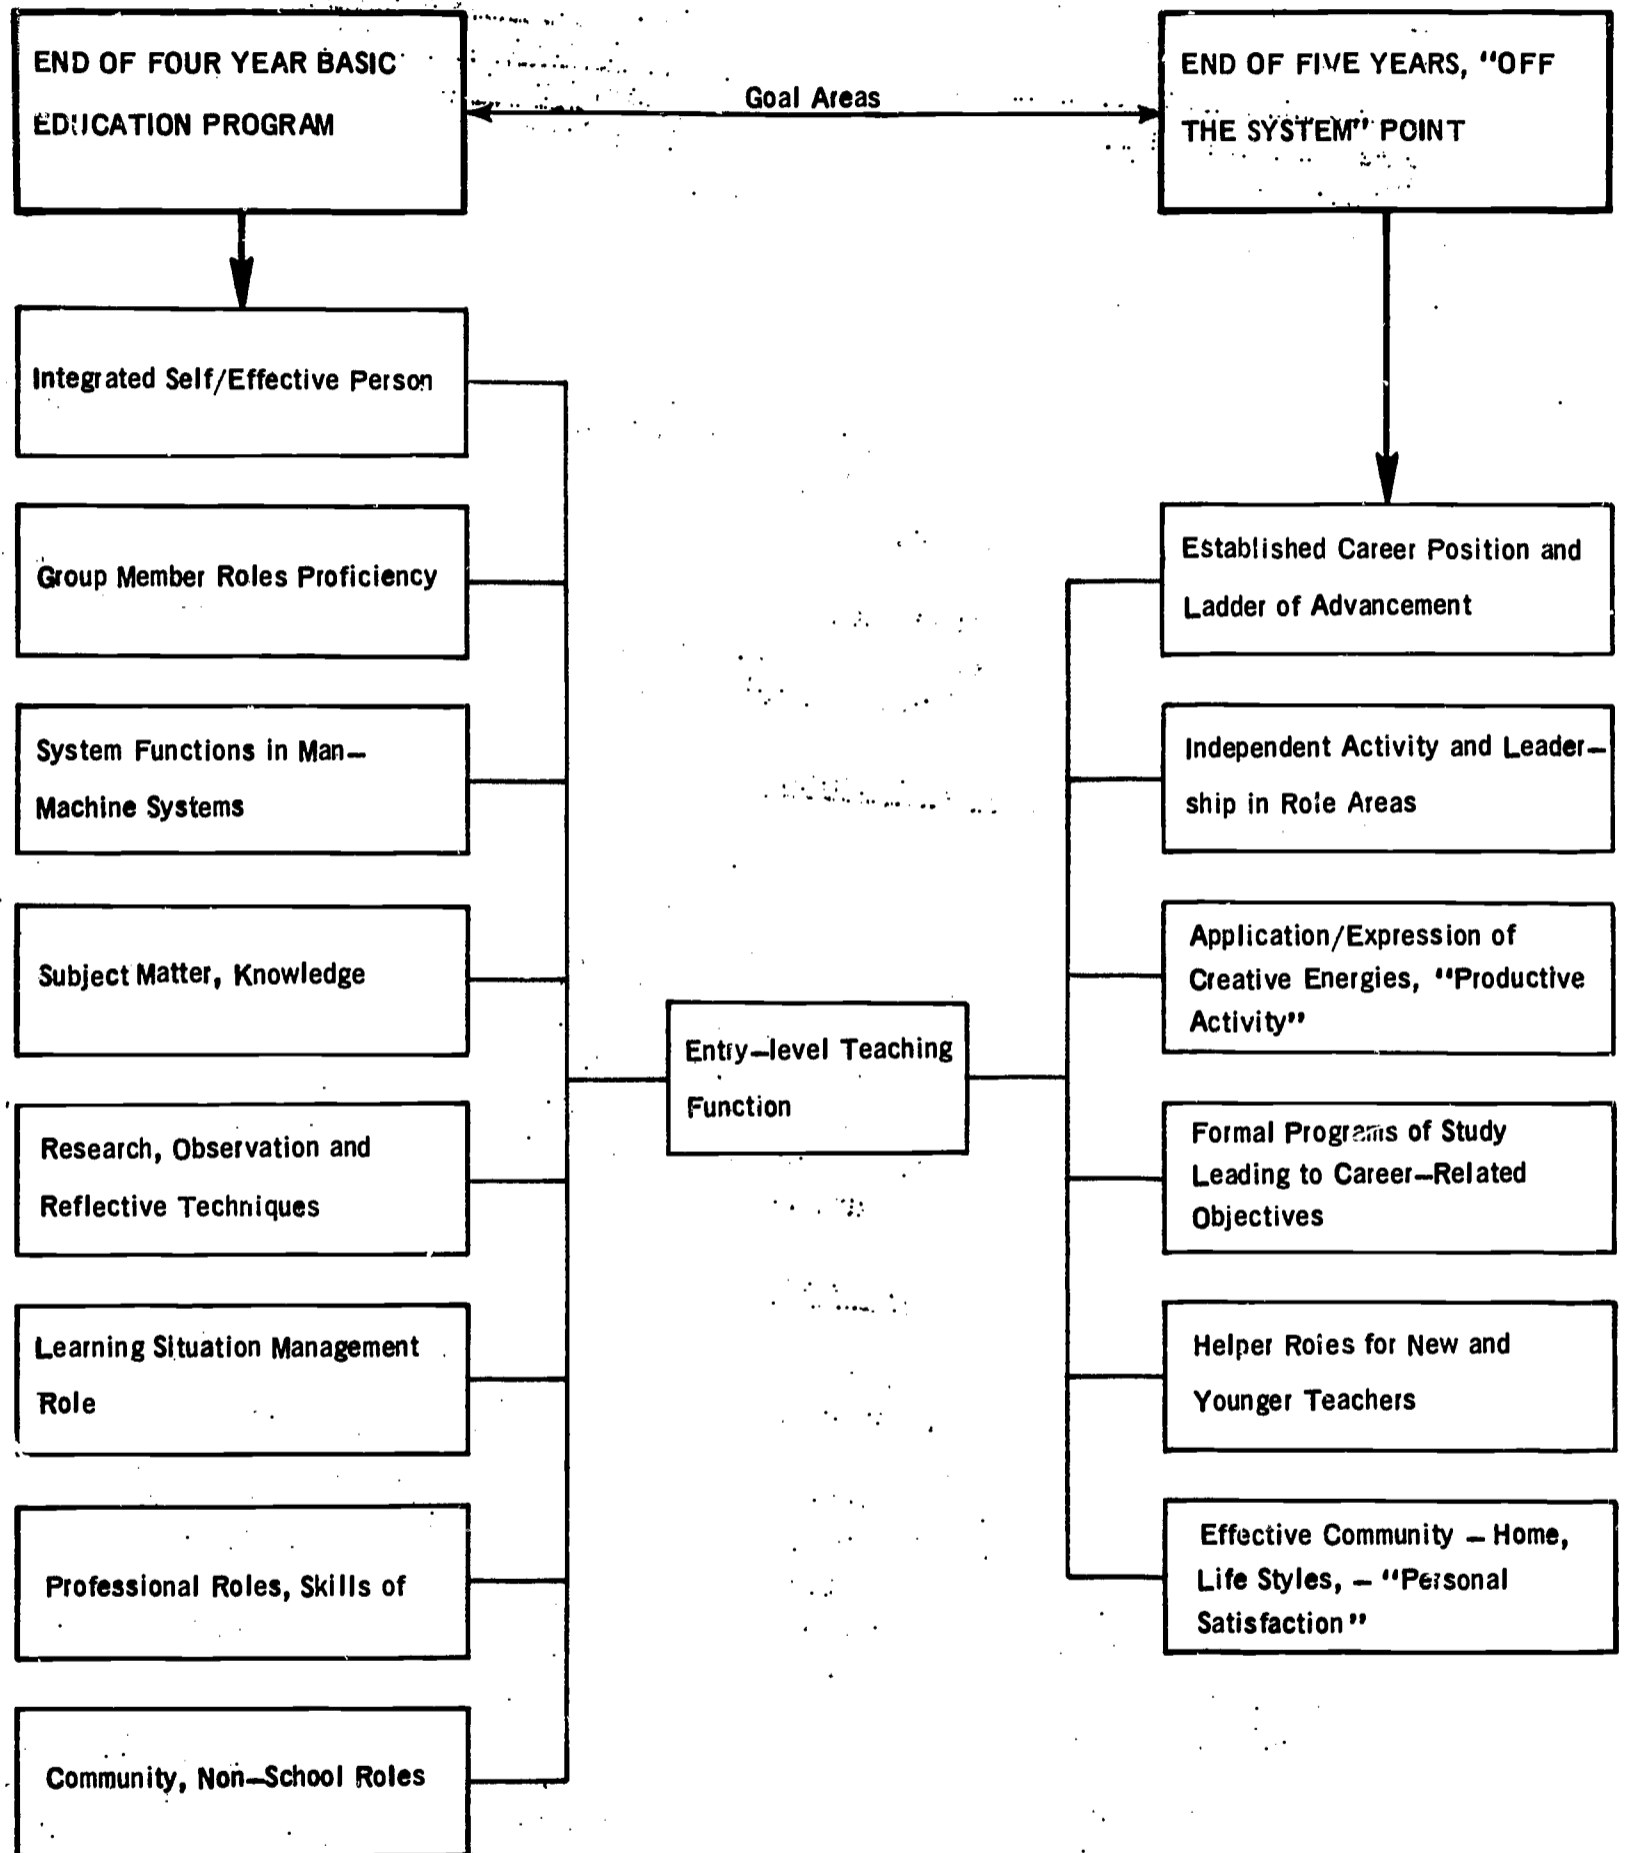 END OF FOUR YEAR BASIC
EDUCATION PROGRAM
Goal Areas
END OF FIVE YEARS, “OFF
THE SYSTEM” POINT
Integrated Self/Effective Person
Group Member Roles Proficiency
System Functions in Man–
Machine Systems
Subject Matter, Knowledge
Research, Observation and
Reflective Techniques
Learning Situation Management
Role
Professional Roles, Skills of
Community, Non–School Roles
Entry–level Teaching
Function
Established Career Position and
Ladder of Advancement
Independent Activity and Leader–
ship in Role Areas
Application/Expression of
Creative Energies, “Productive
Activity”
Formal Programs of Study
Leading to Career–Related
Objectives
Helper Roles for New and
Younger Teachers
Effective Community – Home,
Life Styles, – “Personal
Satisfaction”